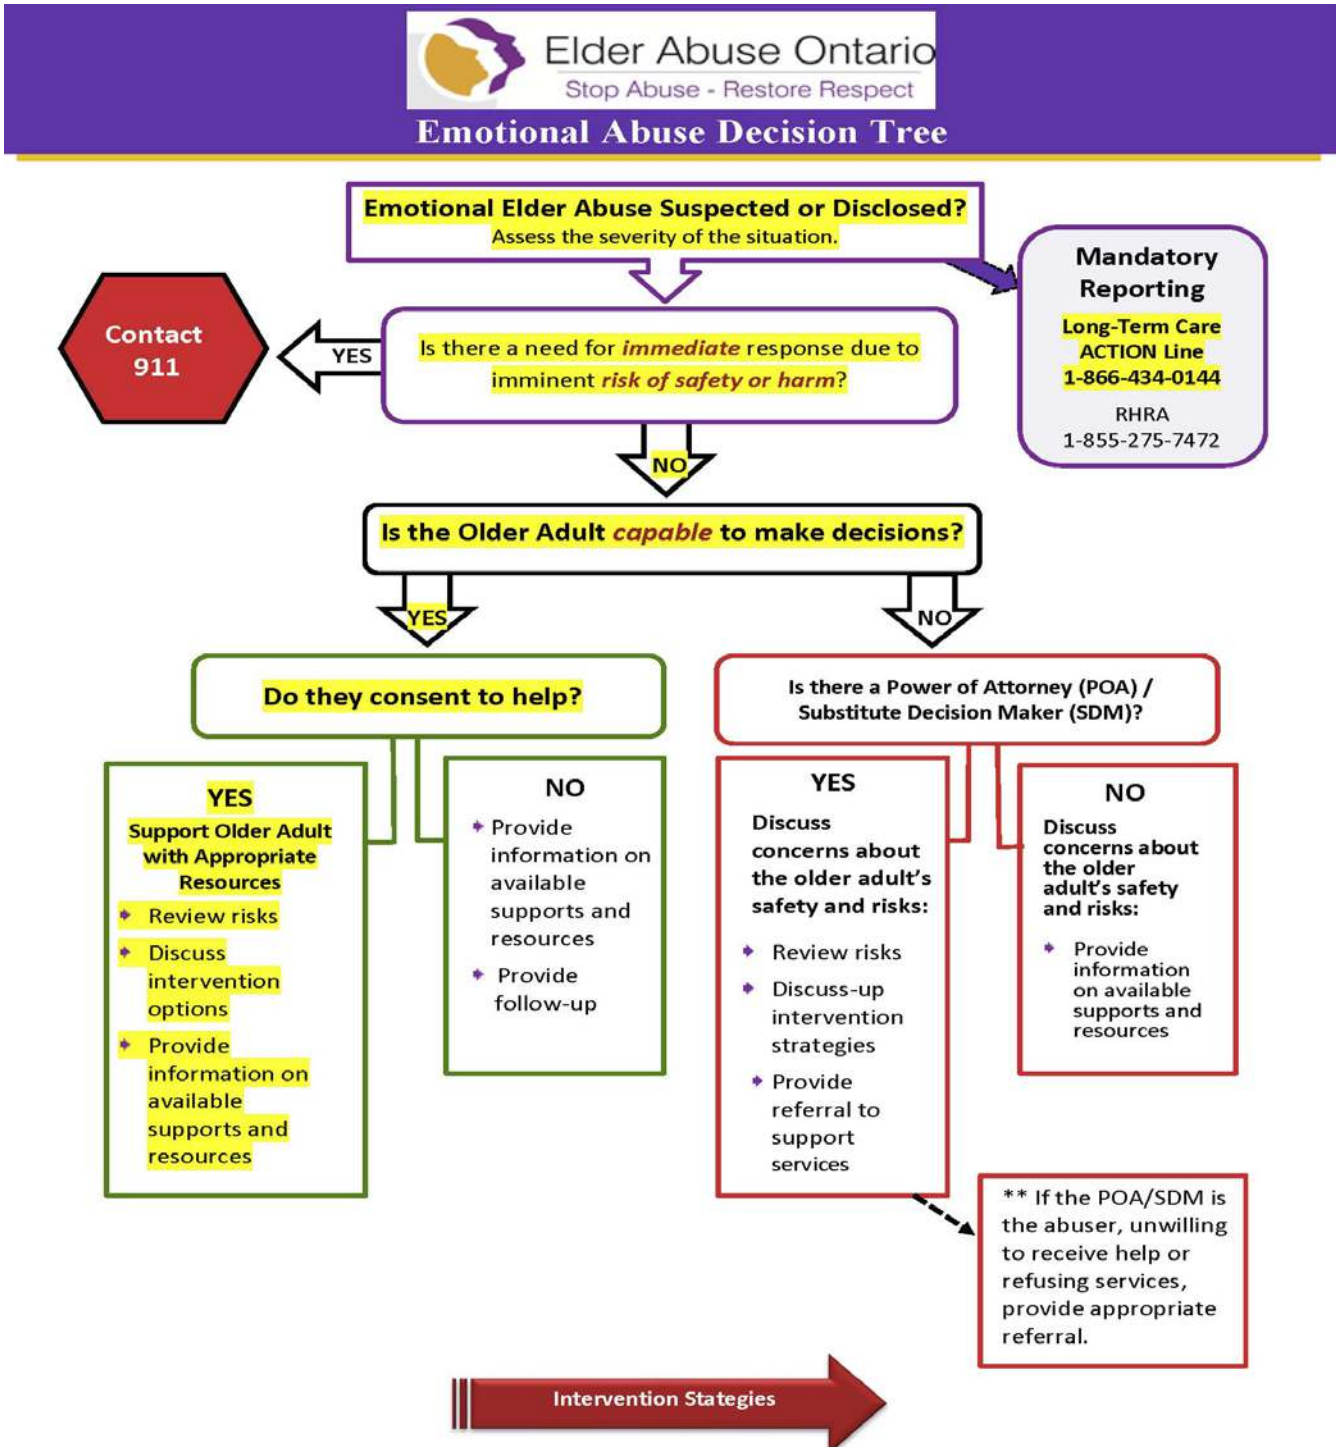 Elder Abuse Ontario
Stop Abuse - Restore Respect
Emotional Abuse Decision Tree
Emotional Elder Abuse Suspected or Disclosed?
Assess the severity of the situation.
Mandatory
Reporting
Long-Term Care
ACTION Line
1-866-434-0144
RHRA
1-855-275-7472
Contact
911
YES
Is there a need for immediate response due to
imminent risk of safety or harm?
NO
Is the Older Adult capable to make decisions?
YES
NO
Do they consent to help?
Is there a Power of Attorney (POA) /
Substitute Decision Maker (SDM)?
YES
Support Older Adult
with Appropriate
Resources
Review risks
Discuss
intervention
options
Provide
information on
available
supports and
resources
NO
Provide
information on
available
supports and
resources
Provide
follow-up
YES
Discuss
concerns about
the older adult's
safety and risks:
Review risks
Discuss-up
intervention
strategies
Provide
referral to
support
services
NO
Discuss
concerns about
the older
adult's safety
and risks:
Provide
information
on available
supports and
resources
** If the POA/SDM is
the abuser, unwilling
to receive help or
refusing services,
provide appropriate
referral.
Intervention Stategies